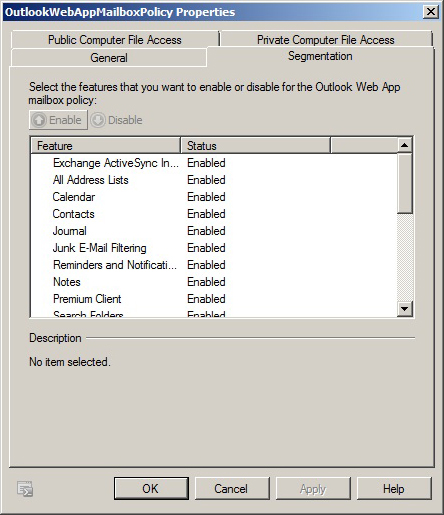 OutlookWebAppMailboxPolicy Properties
Public Computer File Access
Private Computer File Access
General
Segmentation
Select the features that you want to enable or disable for the Outlook Web App
mailbox policy:
Enable
Disable
Feature
Status
Exchange ActiveSync In... Enabled
All Address Lists Enabled
Calendar Enabled
Contacts Enabled
Journal Enabled
Junk E-Mail Filtering Enabled
Reminders and Notificati... Enabled
Notes Enabled
Premium Client Enabled
Search Folders Enabled
Description
No item selected.
OK
Cancel
Apply
Help